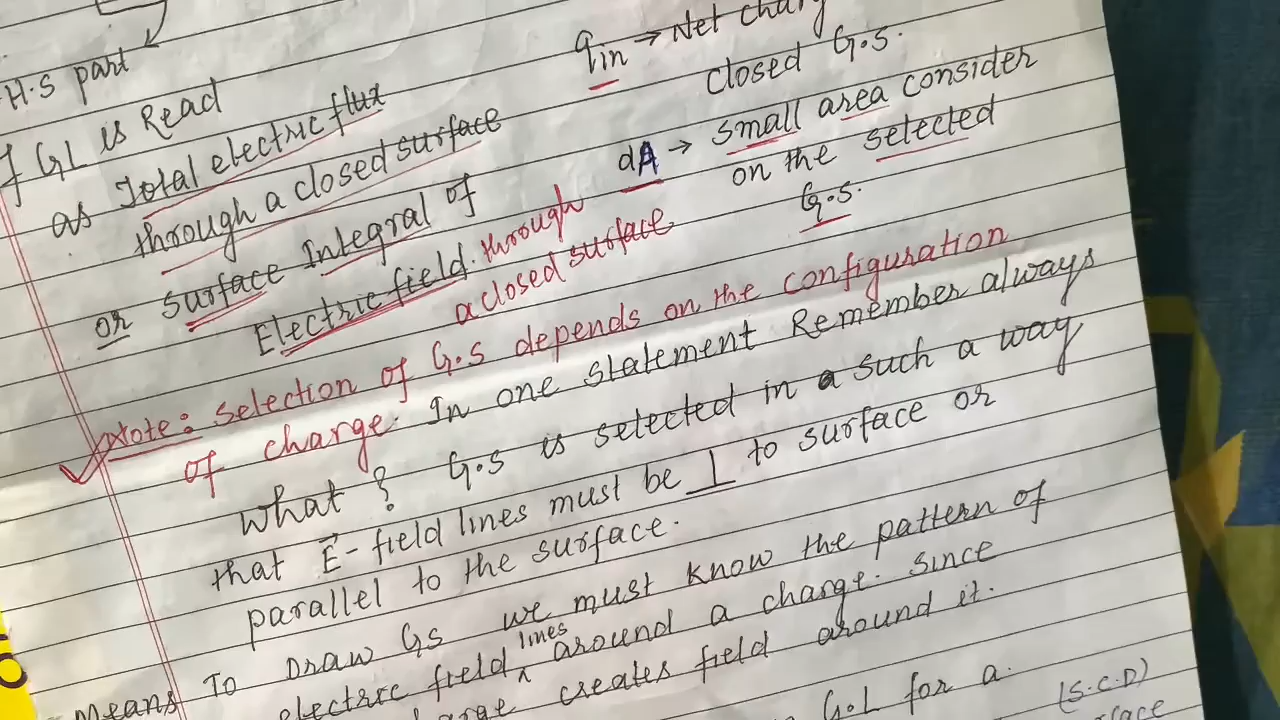 H.S part
qin → Net
closed G.S.
dA → small area consider
on the selected
G.S.
GL is Read
as Total electric flux
through a closed surface
or surface Integral of
Electric field. through
a closed surface.
Note: selection of G.S depends on the configuration
of charge. In one statement Remember always
what ? G.S is selected in a such a way
that E⃗-field lines must be ⊥ to surface or
parallel to the surface.
Means To Draw GS we must know the pattern of
electric field lines around a charge. Since
creates field around it.
G.L for a.
(S.C.D)